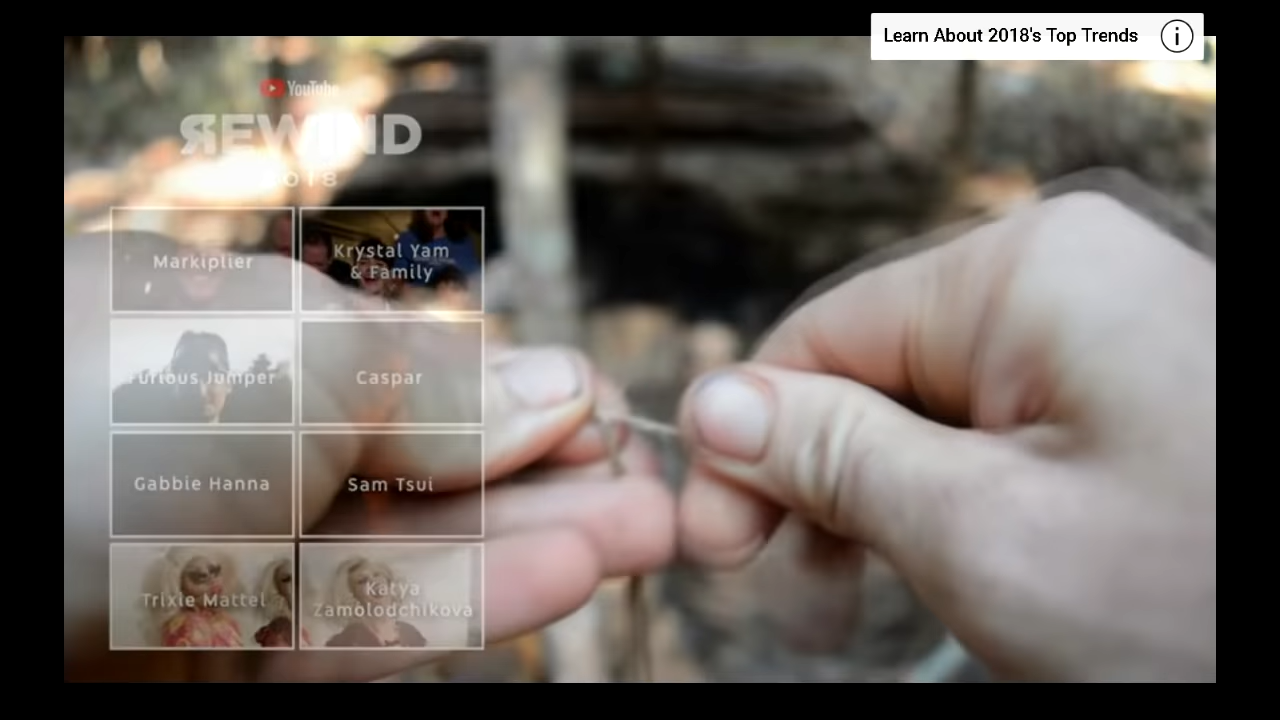 Learn About 2018's Top Trends
YouTube
REWIND
2018
Markiplier
Krystal Yam
& Family
Furious Jumper
Caspar
Gabbie Hanna
Sam Tsui
Trixie Mattel
Katya
Zamolodchikova